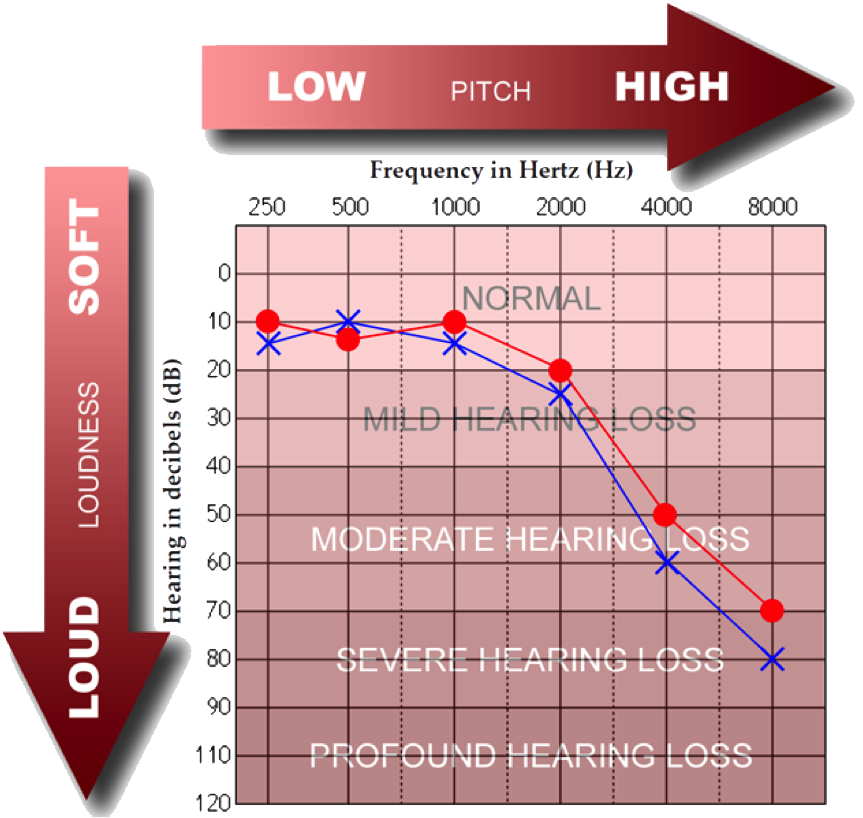 LOW PITCH HIGH
Frequency in Hertz (Hz)
250 500 1000 2000 4000 8000
SOFT
LOUDNESS
LOUD
Hearing in decibels (dB)
0
NORMAL
10
20
30
MILD HEARING LOSS
40
50
MODERATE HEARING LOSS
60
70
80
SEVERE HEARING LOSS
90
110
PROFOUND HEARING LOSS
120